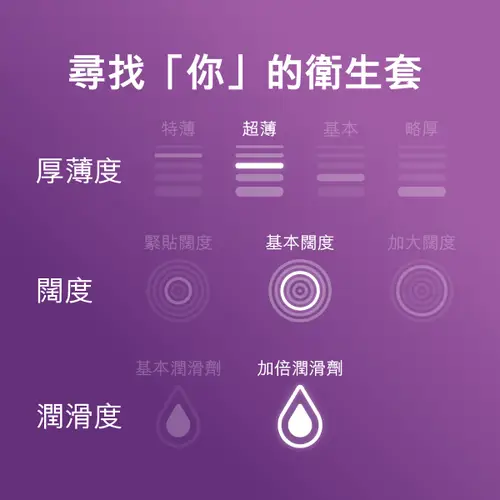 尋找「你」的衛生套
特薄 超薄 基本 略厚
厚薄度
緊貼闊度 基本闊度 加大闊度
闊度
基本潤滑劑 加倍潤滑劑
潤滑度